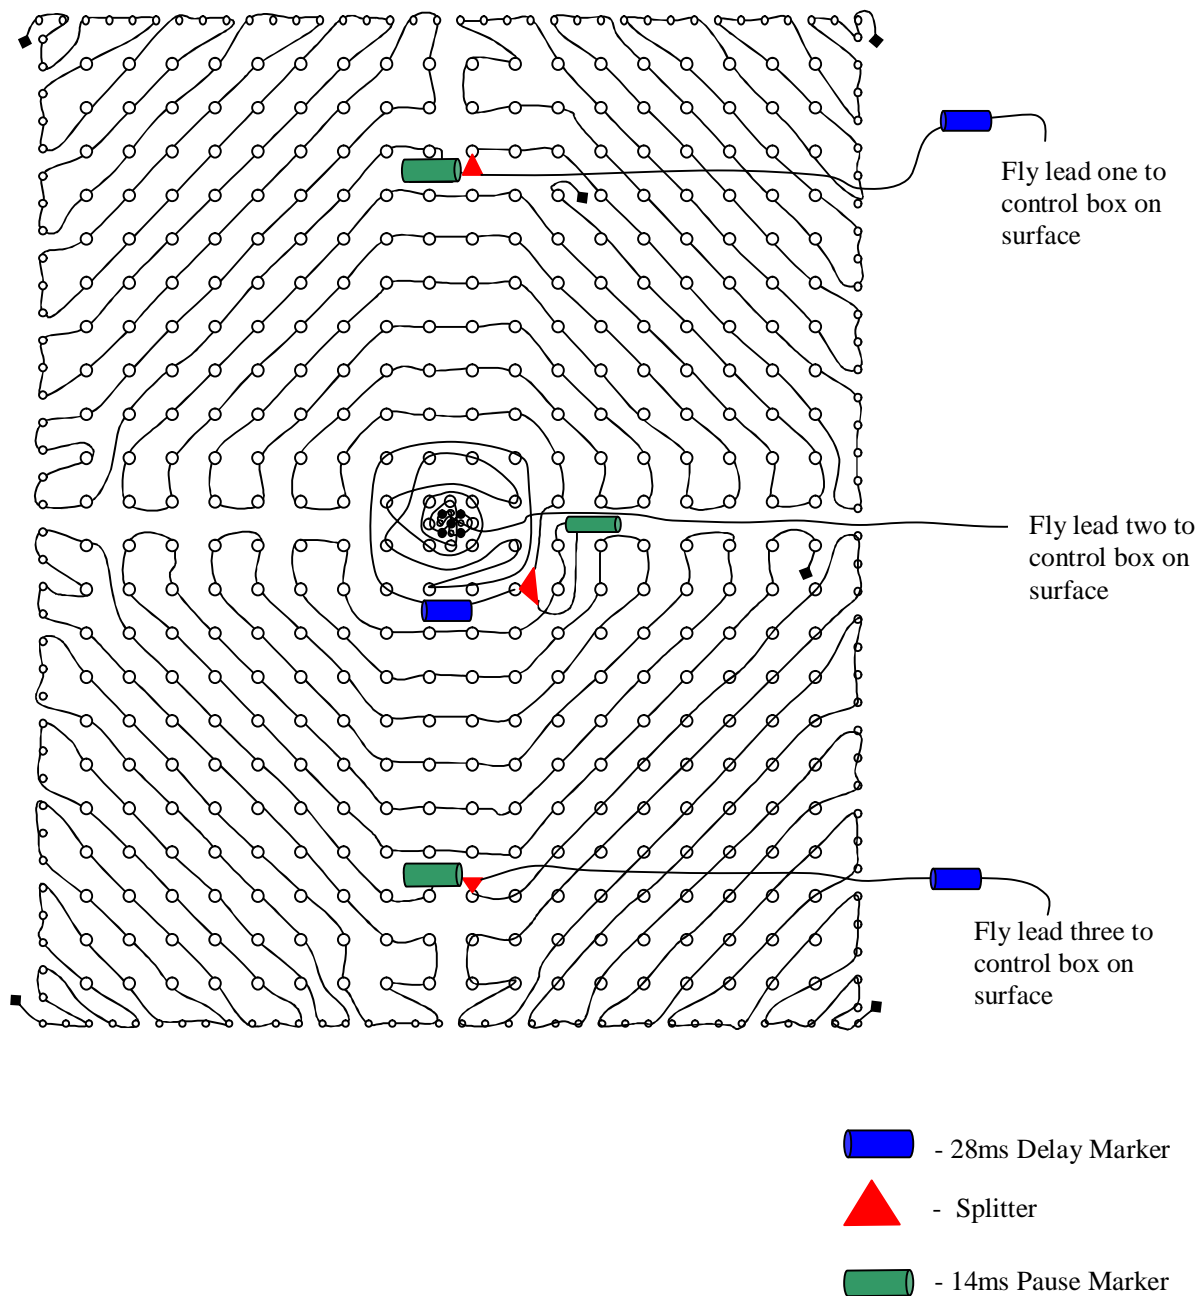 Fly lead one to
control box on
surface
Fly lead two to
control box on
surface
Fly lead three to
control box on
surface
- 28ms Delay Marker
- Splitter
- 14ms Pause Marker